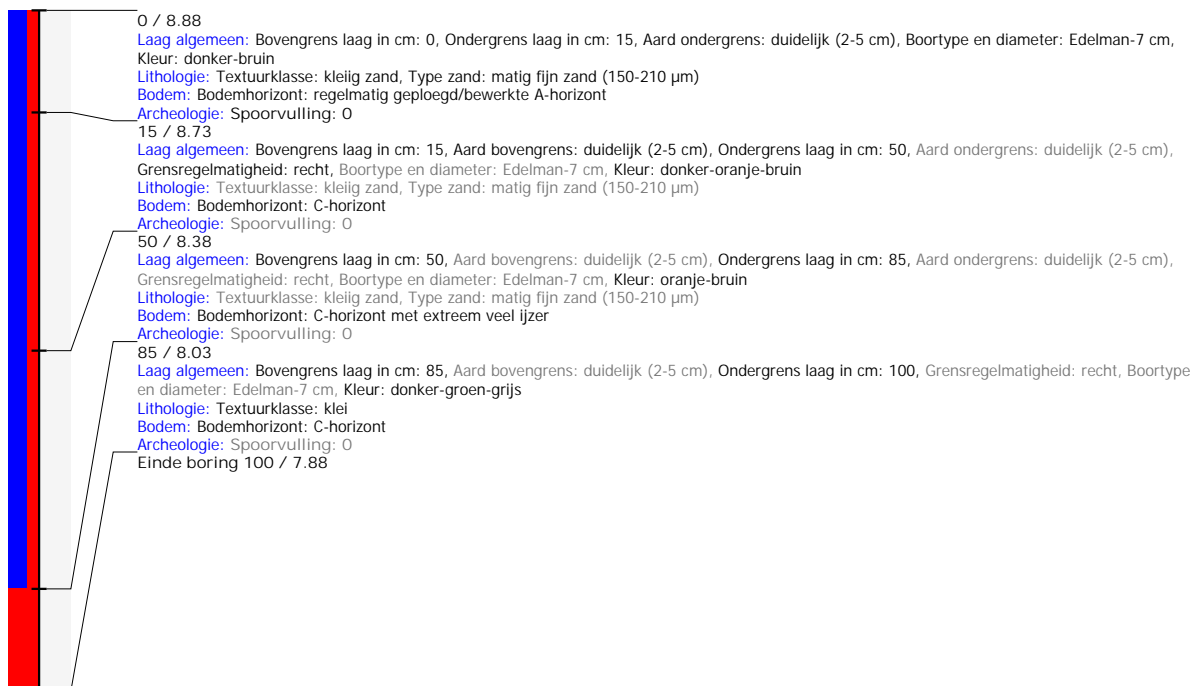 0 / 8.88
Laag algemeen: Bovengrens laag in cm: 0, Ondergrens laag in cm: 15, Aard ondergrens: duidelijk (2-5 cm), Boortype en diameter: Edelman-7 cm,
Kleur: donker-bruin
Lithologie: Textuurklasse: kleiig zand, Type zand: matig fijn zand (150-210 µm)
Bodem: Bodemhorizont: regelmatig geploegd/bewerkte A-horizont
Archeologie: Spoorvulling: 0
15 / 8.73
Laag algemeen: Bovengrens laag in cm: 15, Aard bovengrens: duidelijk (2-5 cm), Ondergrens laag in cm: 50, Aard ondergrens: duidelijk (2-5 cm),
Grensregelmatigheid: recht, Boortype en diameter: Edelman-7 cm, Kleur: donker-oranje-bruin
Lithologie: Textuurklasse: kleiig zand, Type zand: matig fijn zand (150-210 µm)
Bodem: Bodemhorizont: C-horizont
Archeologie: Spoorvulling: 0
50 / 8.38
Laag algemeen: Bovengrens laag in cm: 50, Aard bovengrens: duidelijk (2-5 cm), Ondergrens laag in cm: 85, Aard ondergrens: duidelijk (2-5 cm),
Grensregelmatigheid: recht, Boortype en diameter: Edelman-7 cm, Kleur: oranje-bruin
Lithologie: Textuurklasse: kleiig zand, Type zand: matig fijn zand (150-210 µm)
Bodem: Bodemhorizont: C-horizont met extreem veel ijzer
Archeologie: Spoorvulling: 0
85 / 8.03
Laag algemeen: Bovengrens laag in cm: 85, Aard bovengrens: duidelijk (2-5 cm), Ondergrens laag in cm: 100, Grensregelmatigheid: recht, Boortype
en diameter: Edelman-7 cm, Kleur: donker-groen-grijs
Lithologie: Textuurklasse: klei
Bodem: Bodemhorizont: C-horizont
Archeologie: Spoorvulling: 0
Einde boring 100 / 7.88